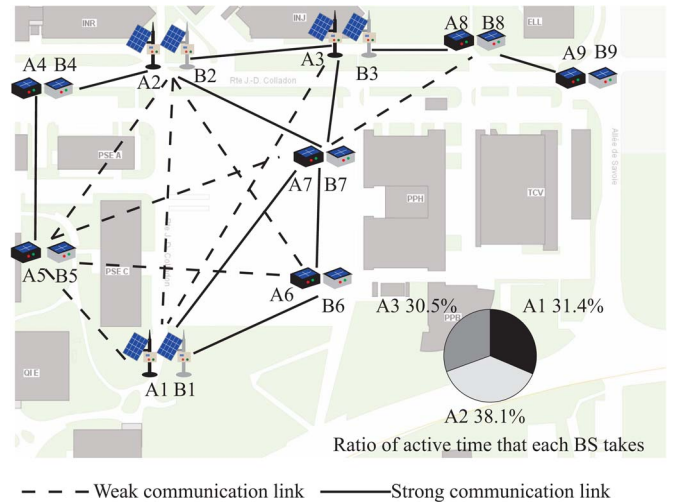 INR
INJ
ELL
A8 B8
A9 B9
A4 B4
A2
B2
A3
B3
Rte J.-D. Colladon
Allée de Savoie
PSE A
A7 B7
PPH
TCV
A5 B5
PSE C
A6
B6
A3 30.5%
A1 31.4%
PPB
QIE
A1 B1
A2 38.1%
Ratio of active time that each BS takes
Weak communication link
Strong communication link